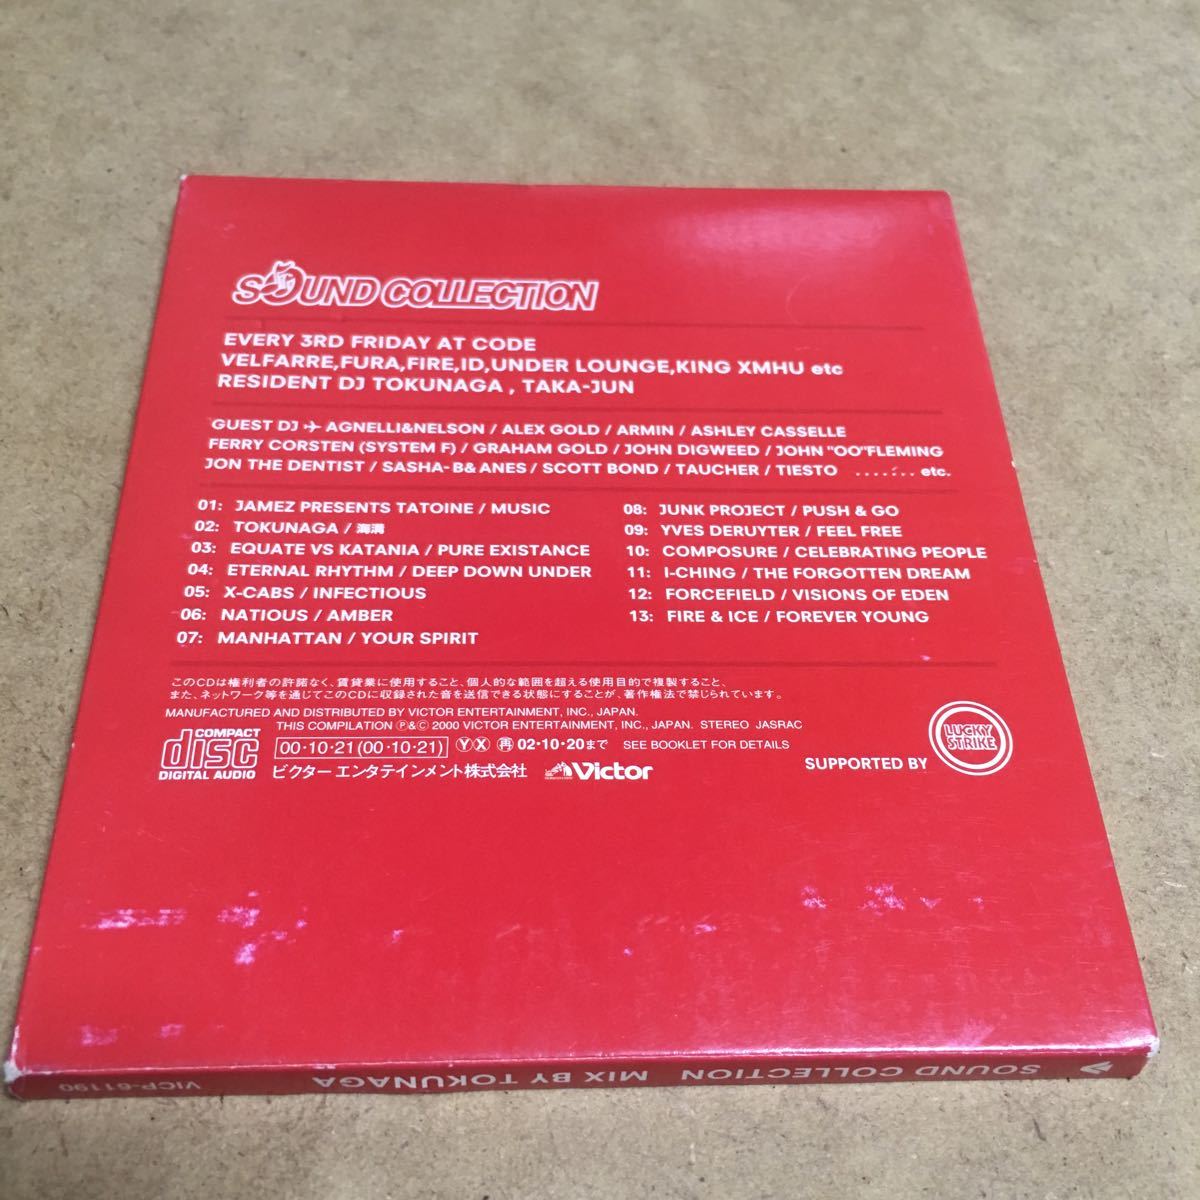 SOUND COLLECTION
EVERY 3RD FRIDAY AT CODE
VELFARRE,FURA,FIRE,ID,UNDER LOUNGE,KING XMHU etc
RESIDENT DJ TOKUNAGA , TAKA-JUN
GUEST DJ ✈ AGNELLI&NELSON / ALEX GOLD / ARMIN / ASHLEY CASSELLE
FERRY CORSTEN (SYSTEM F) / GRAHAM GOLD / JOHN DIGWEED / JOHN "OO"FLEMING
JON THE DENTIST / SASHA-B& ANES / SCOTT BOND / TAUCHER / TIESTO ....... etc.
01: JAMEZ PRESENTS TATOINE / MUSIC
02: TOKUNAGA / 海溝
03: EQUATE VS KATANIA / PURE EXISTANCE
04: ETERNAL RHYTHM / DEEP DOWN UNDER
05: X-CABS / INFECTIOUS
06: NATIOUS / AMBER
07: MANHATTAN / YOUR SPIRIT
08: JUNK PROJECT / PUSH & GO
09: YVES DERUYTER / FEEL FREE
10: COMPOSURE / CELEBRATING PEOPLE
11: I-CHING / THE FORGOTTEN DREAM
12: FORCEFIELD / VISIONS OF EDEN
13: FIRE & ICE / FOREVER YOUNG
このCDは権利者の許諾なく、賃貸業に使用すること、個人的な範囲を超える使用目的で複製すること、
また、ネットワーク等を通じてこのCDに収録された音を送信できる状態にすることが、著作権法で禁じられています。
MANUFACTURED AND DISTRIBUTED BY VICTOR ENTERTAINMENT, INC., JAPAN.
THIS COMPILATION Ⓟ&Ⓒ 2000 VICTOR ENTERTAINMENT, INC., JAPAN. STEREO JASRAC
COMPACT
disc
DIGITAL AUDIO
00・10・21(00・10・21) ⓎⓍ 再 02・10・20まで SEE BOOKLET FOR DETAILS
ビクター エンタテインメント株式会社 Victor
SUPPORTED BY
LUCKY
STRIKE
SOUND COLLECTION MIX BY TOKUNAGA VICP-61190